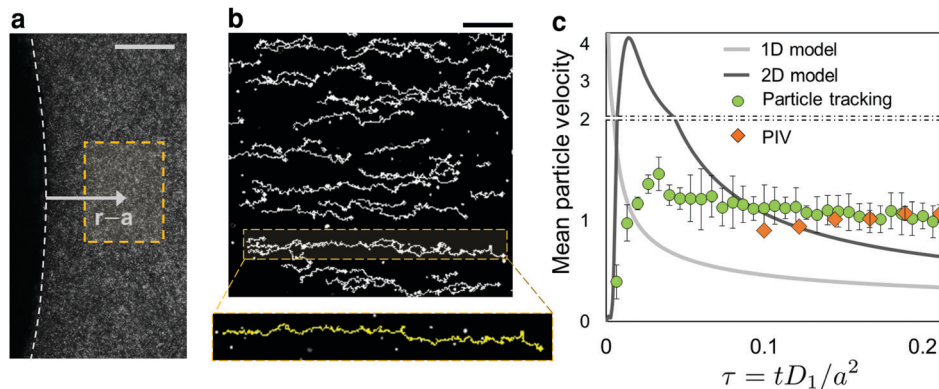 a
r–a
b
c
Mean particle velocity
4
3
2
2
1
0
1D model
2D model
Particle tracking
PIV
0
0.1
0.2
τ = tD₁/a²